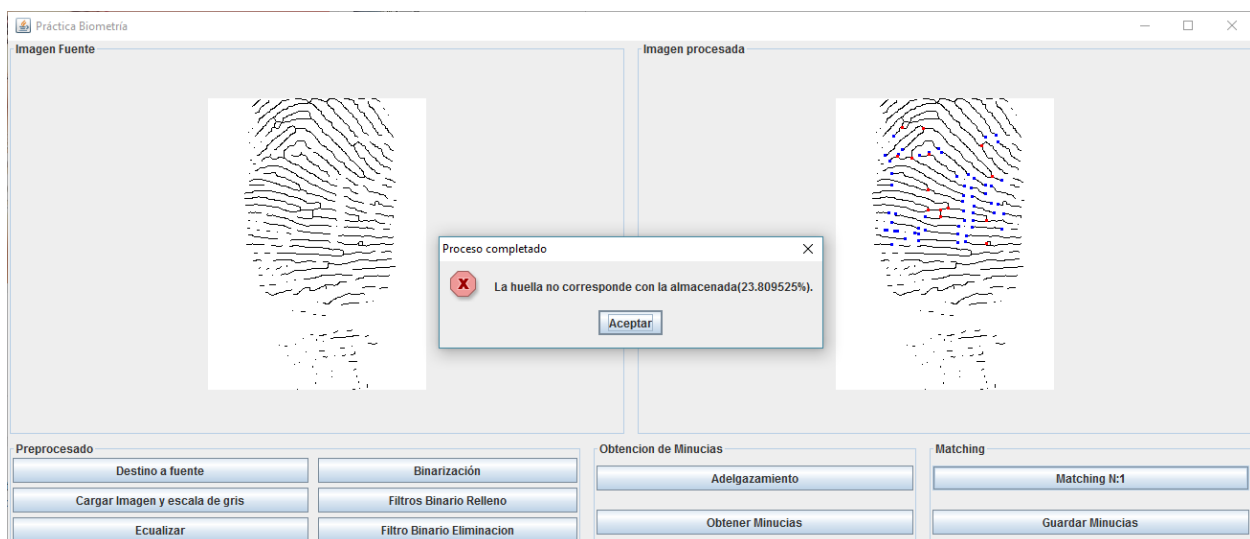 Práctica Biometría
Imagen Fuente
Imagen procesada
Proceso completado
X
La huella no corresponde con la almacenada(23.809525%).
Aceptar
Preprocesado
Destino a fuente
Binarización
Cargar Imagen y escala de gris
Filtros Binario Relleno
Ecualizar
Filtro Binario Eliminacion
Obtencion de Minucias
Adelgazamiento
Obtener Minucias
Matching
Matching N:1
Guardar Minucias